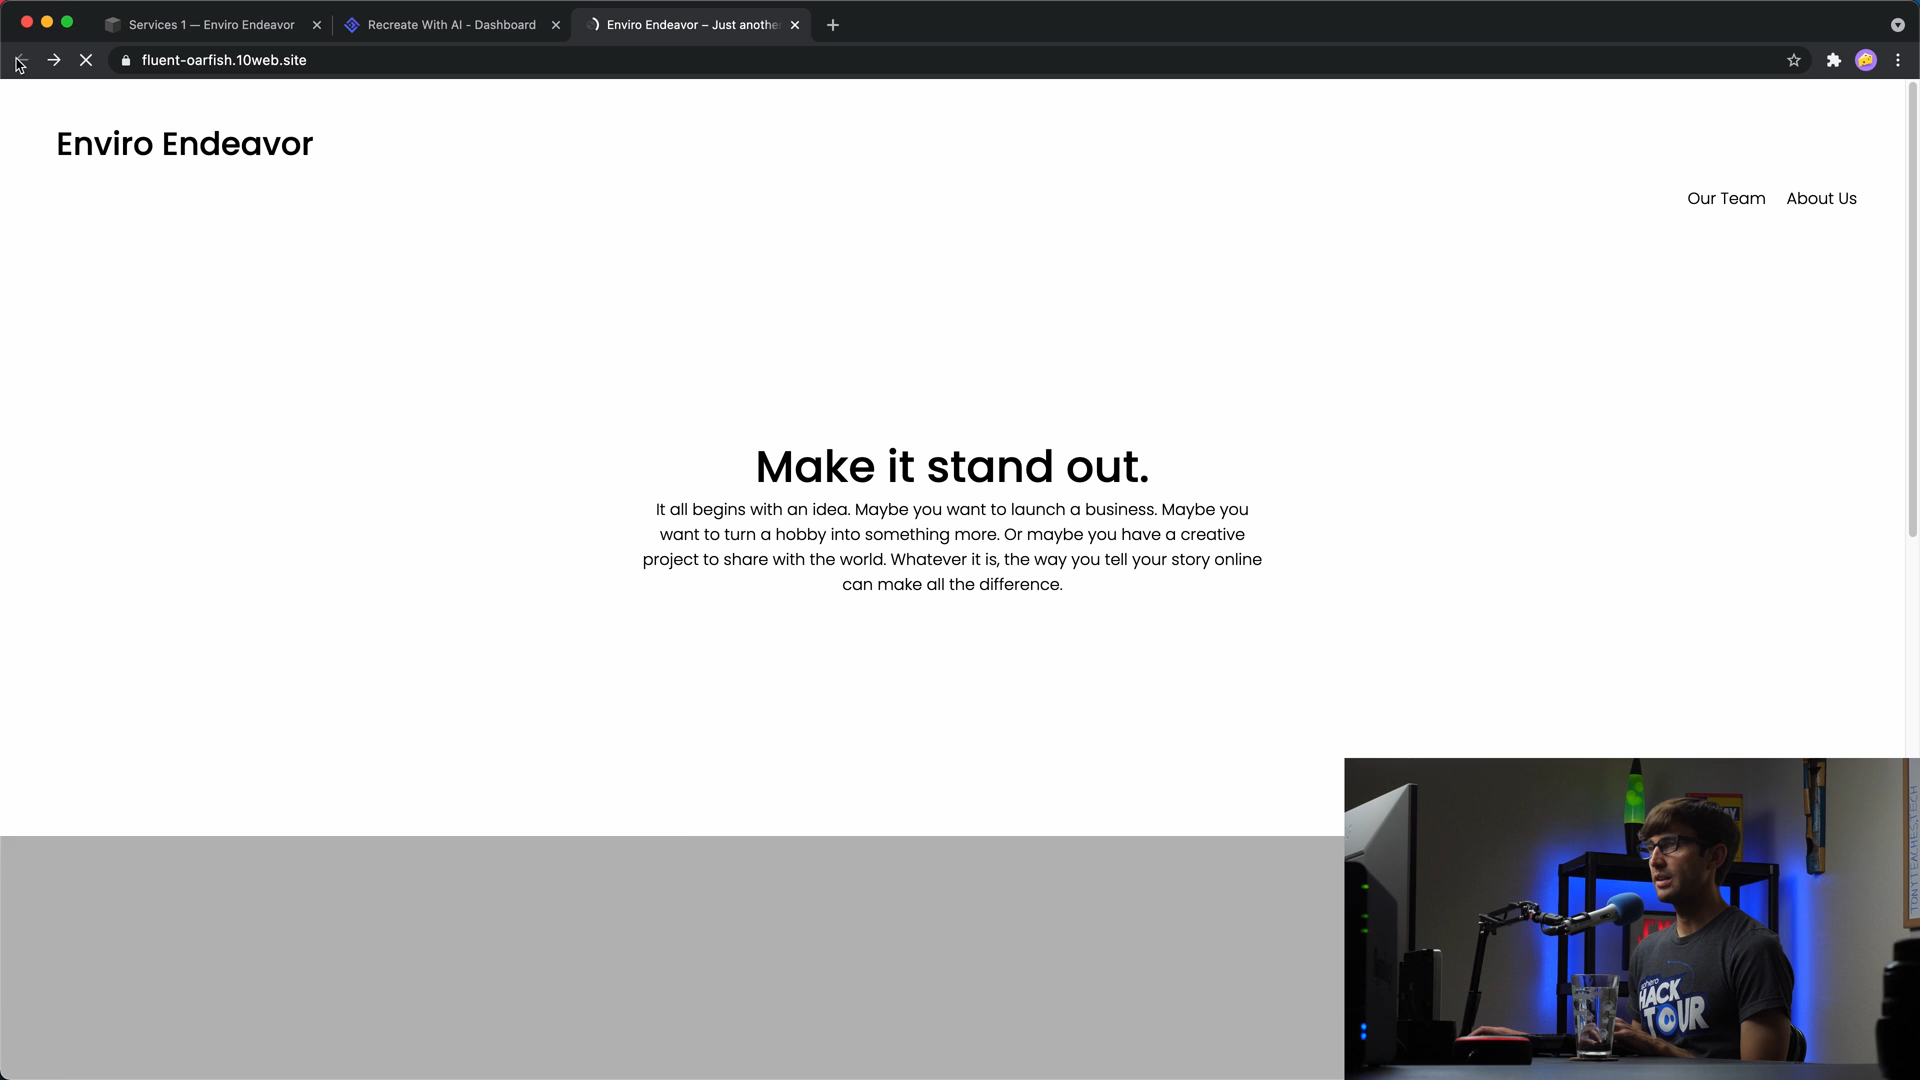 Services 1 — Enviro Endeavor
Recreate With AI - Dashboard
Enviro Endeavor – Just anothe
fluent-oarfish.10web.site
Enviro Endeavor
Our Team
About Us
Make it stand out.
It all begins with an idea. Maybe you want to launch a business. Maybe you
want to turn a hobby into something more. Or maybe you have a creative
project to share with the world. Whatever it is, the way you tell your story online
can make all the difference.
TONYTEACHES.TECH
sphero
HACK
TOUR